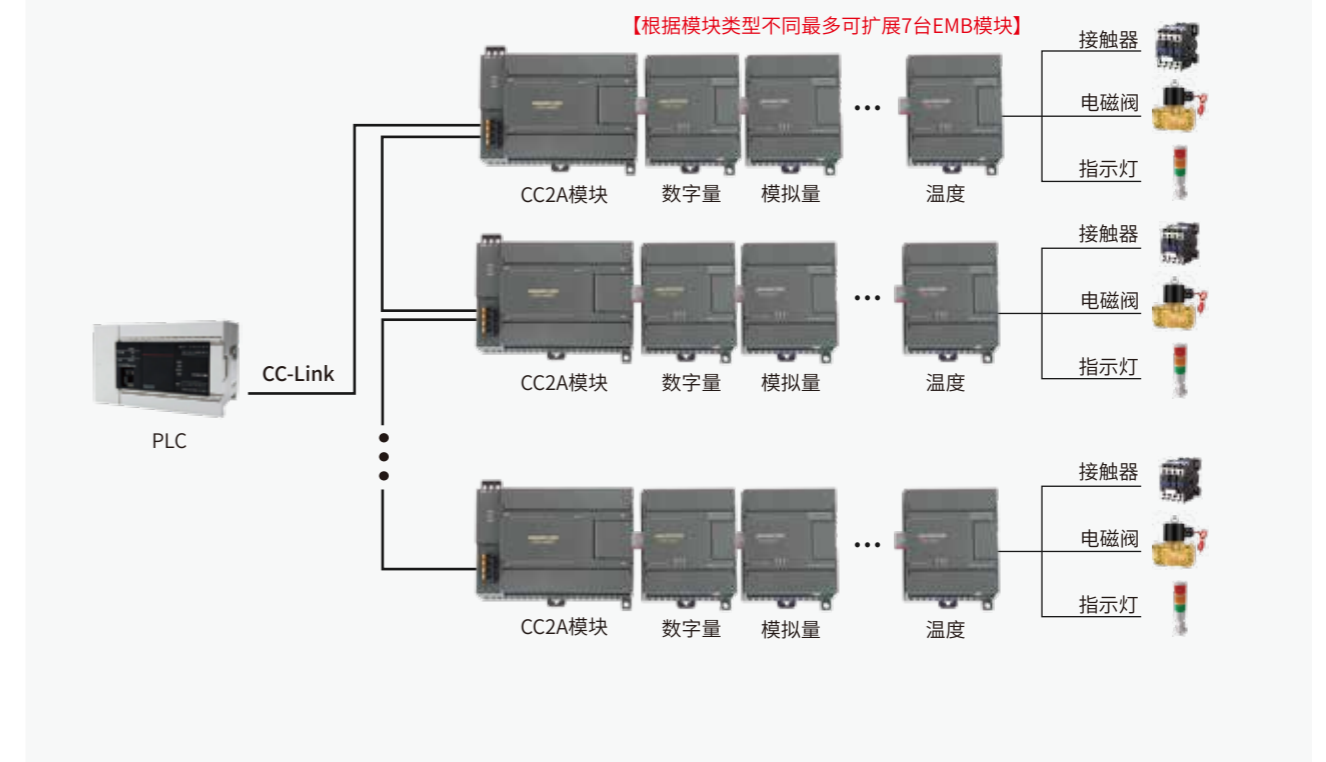 【根据模块类型不同最多可扩展7台EMB模块】
接触器
电磁阀
指示灯
CC2A模块 数字量 模拟量 温度
接触器
电磁阀
指示灯
CC2A模块 数字量 模拟量 温度
CC-Link
PLC
接触器
电磁阀
指示灯
CC2A模块 数字量 模拟量 温度